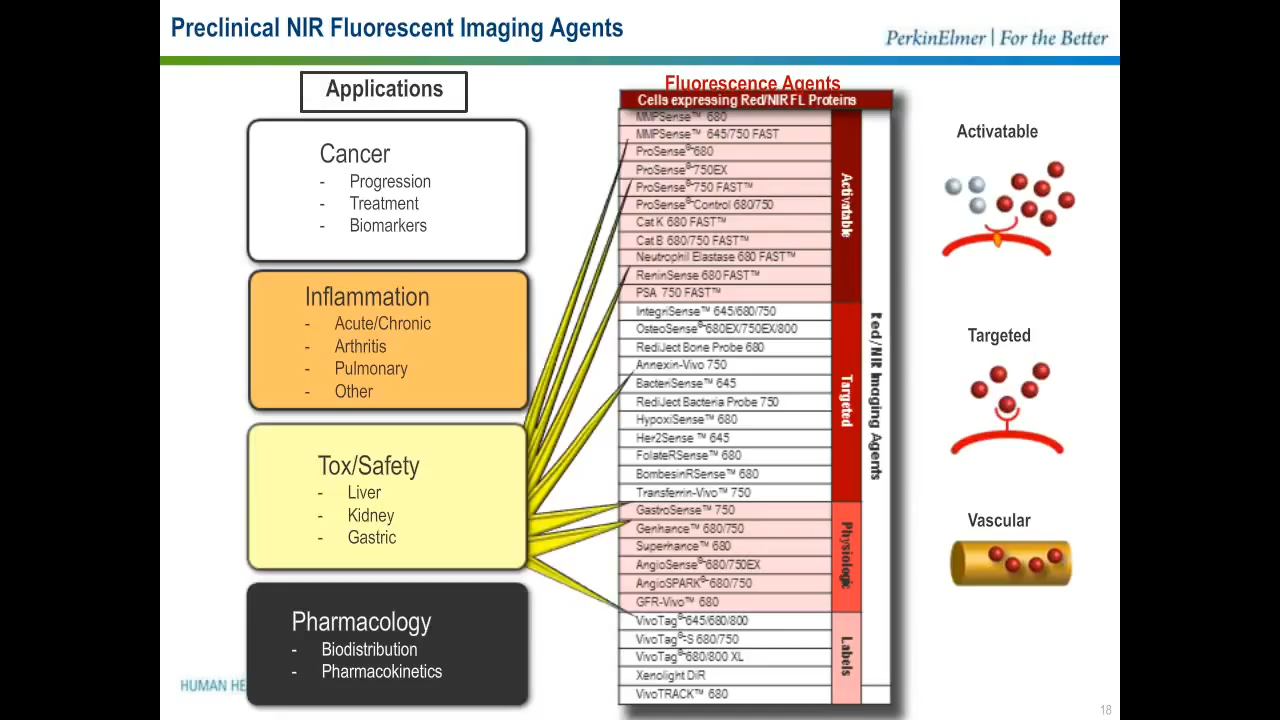 Preclinical NIR Fluorescent Imaging Agents
PerkinElmer | For the Better
Applications
Cancer
- Progression
- Treatment
- Biomarkers
Inflammation
- Acute/Chronic
- Arthritis
- Pulmonary
- Other
Tox/Safety
- Liver
- Kidney
- Gastric
Pharmacology
- Biodistribution
- Pharmacokinetics
HUMAN HE
Fluorescence Agents
Cells expressing Red/NIR FL Proteins
MMPSense™ 680
MMPSense™ 645/750 FAST
ProSense® 680
ProSense® 750EX
ProSense® 750 FAST™
ProSense® Control 680/750
Cat K 680 FAST™
Cat B 680/750 FAST™
Neutrophil Elastase 680 FAST™
ReninSense 680 FAST™
PSA 750 FAST™
IntegriSense™ 645/680/750
OsteoSense® 680EX/750EX/800
RediJect Bone Probe 680
Annexin-Vivo 750
BacteriSense™ 645
RediJect Bacteria Probe 750
HypoxiSense™ 680
Her2Sense™ 645
FolateRSense™ 680
BombesinRSense™ 680
Transferrin-Vivo™ 750
GastroSense™ 750
Genhance™ 680/750
Superhance™ 680
AngioSense® 680/750EX
AngioSPARK® 680/750
GFR-Vivo™ 680
VivoTag® 645/680/800
VivoTag®-S 680/750
VivoTag® 680/800 XL
Xenolight DiR
VivoTRACK™ 680
Activatable
Targeted
Physiologic
Labels
Red/NIR Imaging Agents
Activatable
Targeted
Vascular
18